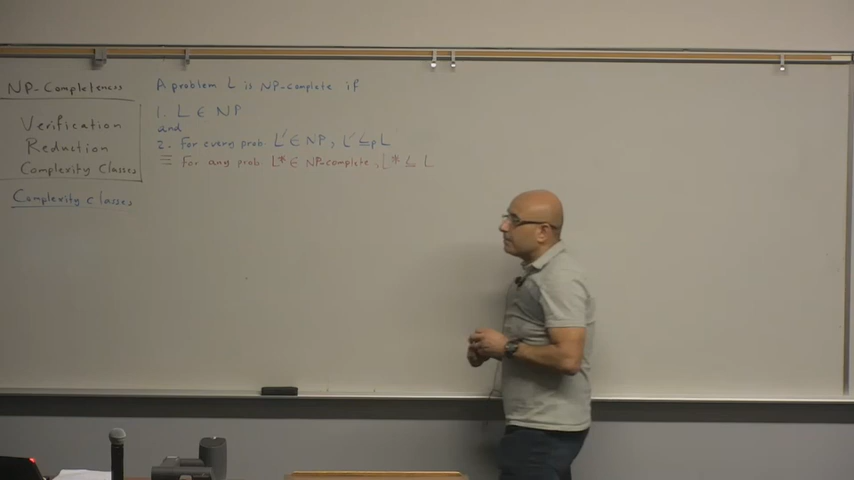 NP-Completeness
Verification
Reduction
Complexity Classes
Complexity classes
A problem L is NP-complete if
1. L ∈ NP
and
2. For every prob L' ∈ NP, L' ≤p L
≡ For any prob L* ∈ NP-complete, L* ≤ L